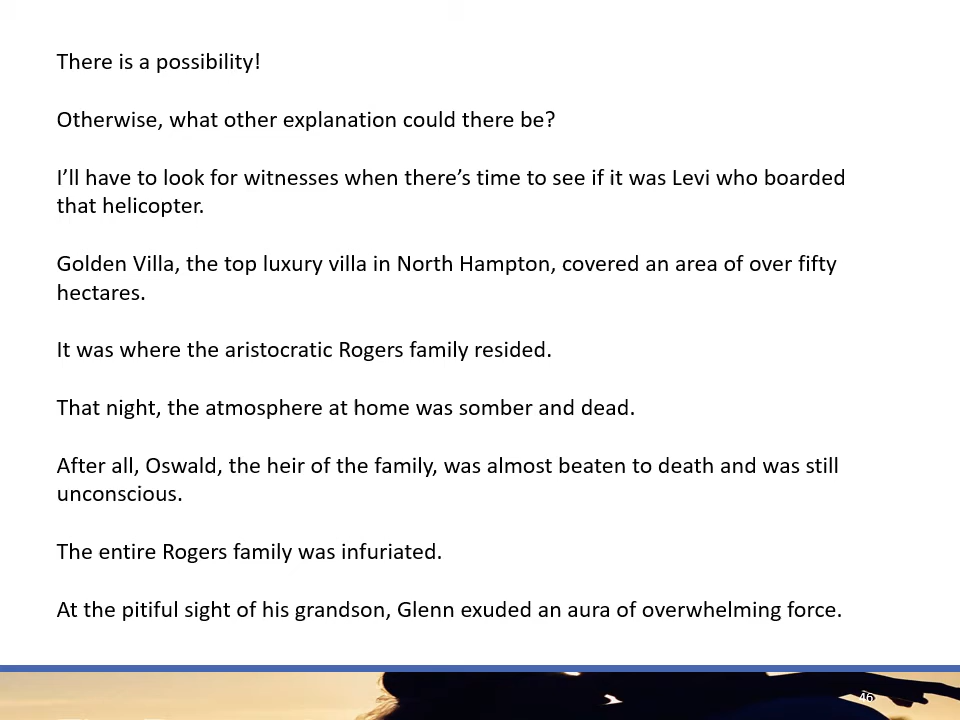 There is a possibility!
Otherwise, what other explanation could there be?
I’ll have to look for witnesses when there’s time to see if it was Levi who boarded
that helicopter.
Golden Villa, the top luxury villa in North Hampton, covered an area of over fifty
hectares.
It was where the aristocratic Rogers family resided.
That night, the atmosphere at home was somber and dead.
After all, Oswald, the heir of the family, was almost beaten to death and was still
unconscious.
The entire Rogers family was infuriated.
At the pitiful sight of his grandson, Glenn exuded an aura of overwhelming force.
46